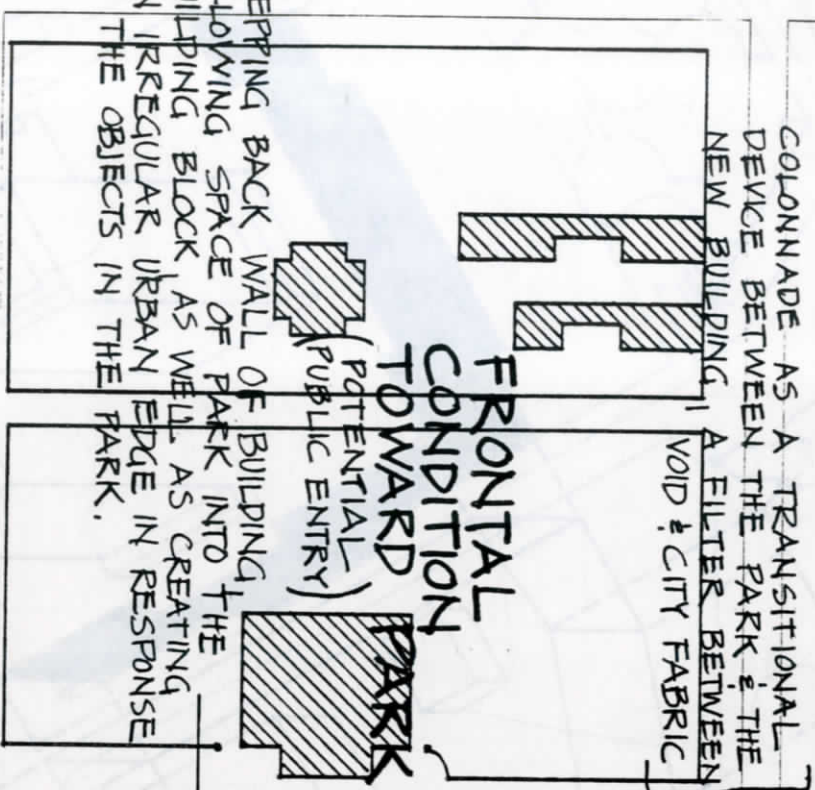 COLONNADE AS A TRANSITIONAL
DEVICE BETWEEN THE PARK & THE
NEW BUILDING A FILTER BETWEEN
VOID & CITY FABRIC
FRONTAL
CONDITION
TOWARD PARK
(POTENTIAL
PUBLIC ENTRY)
EPPING BACK WALL OF BUILDING,
LOWING SPACE OF PARK INTO THE
ILDING BLOCK AS WELL AS CREATING
N IRREGULAR URBAN EDGE IN RESPONSE
THE OBJECTS IN THE PARK.